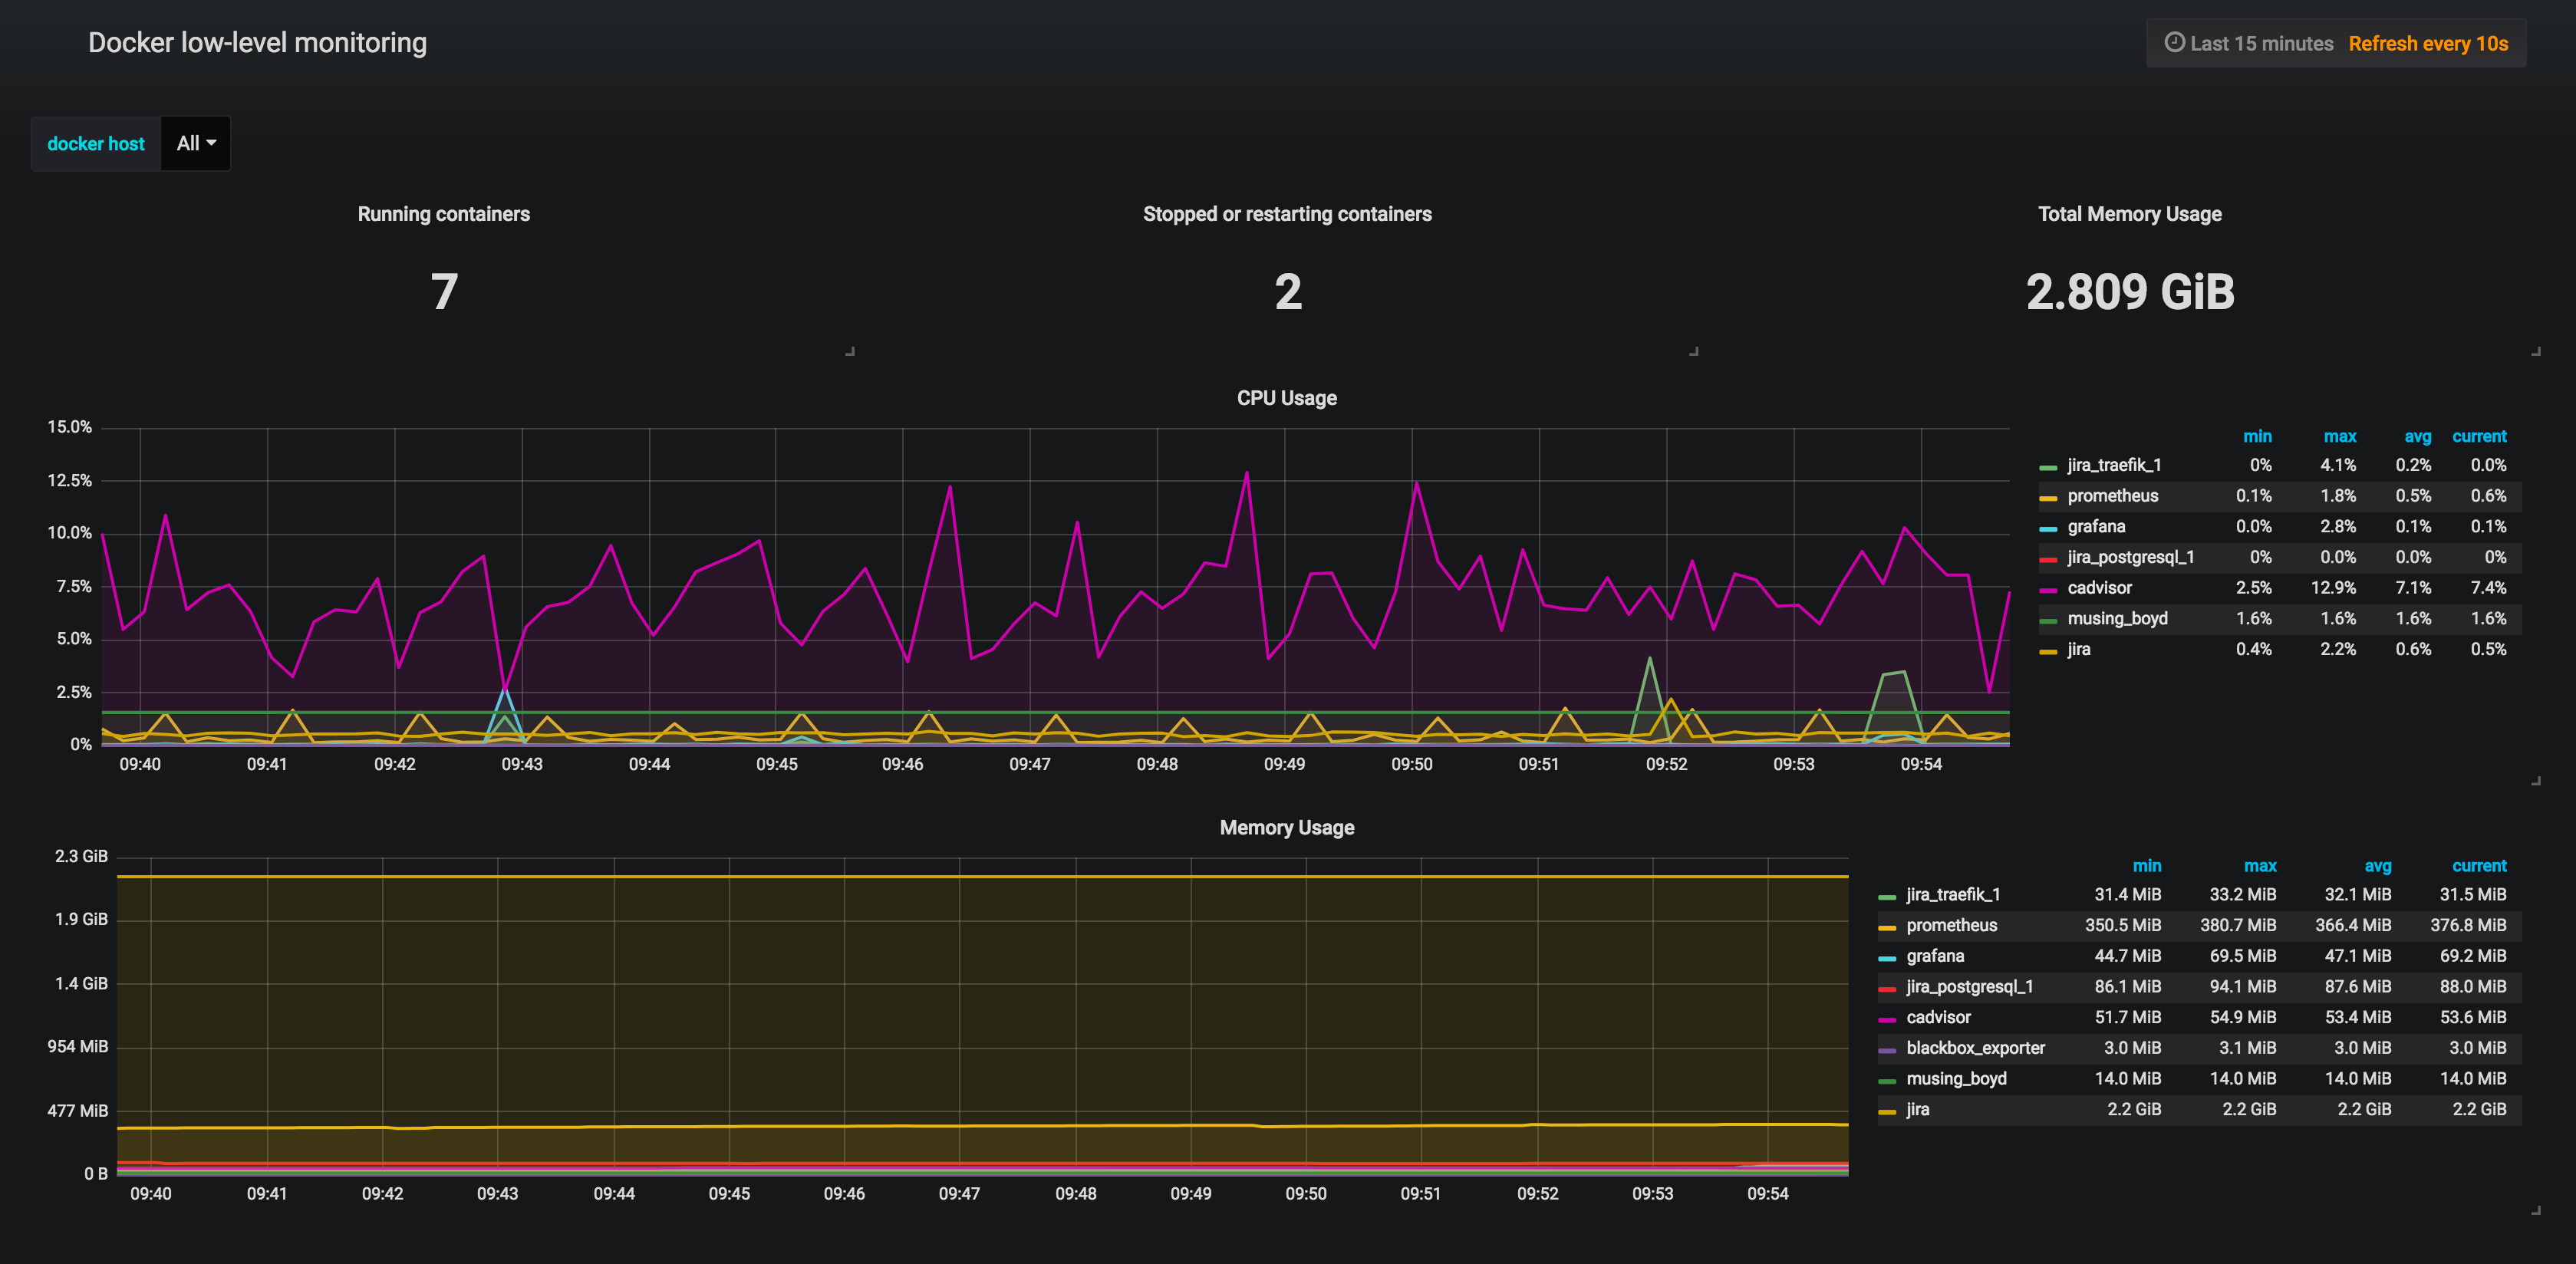 Docker low-level monitoring
Last 15 minutes Refresh every 10s
docker host All
Running containers
7
Stopped or restarting containers
2
Total Memory Usage
2.809 GiB
CPU Usage
15.0%
12.5%
10.0%
7.5%
5.0%
2.5%
0%
09:40 09:41 09:42 09:43 09:44 09:45 09:46 09:47 09:48 09:49 09:50 09:51 09:52 09:53 09:54
min max avg current
jira_traefik_1 0% 4.1% 0.2% 0.0%
prometheus 0.1% 1.8% 0.5% 0.6%
grafana 0.0% 2.8% 0.1% 0.1%
jira_postgresql_1 0% 0.0% 0.0% 0%
cadvisor 2.5% 12.9% 7.1% 7.4%
musing_boyd 1.6% 1.6% 1.6% 1.6%
jira 0.4% 2.2% 0.6% 0.5%
Memory Usage
2.3 GiB
1.9 GiB
1.4 GiB
954 MiB
477 MiB
0 B
09:40 09:41 09:42 09:43 09:44 09:45 09:46 09:47 09:48 09:49 09:50 09:51 09:52 09:53 09:54
min max avg current
jira_traefik_1 31.4 MiB 33.2 MiB 32.1 MiB 31.5 MiB
prometheus 350.5 MiB 380.7 MiB 366.4 MiB 376.8 MiB
grafana 44.7 MiB 69.5 MiB 47.1 MiB 69.2 MiB
jira_postgresql_1 86.1 MiB 94.1 MiB 87.6 MiB 88.0 MiB
cadvisor 51.7 MiB 54.9 MiB 53.4 MiB 53.6 MiB
blackbox_exporter 3.0 MiB 3.1 MiB 3.0 MiB 3.0 MiB
musing_boyd 14.0 MiB 14.0 MiB 14.0 MiB 14.0 MiB
jira 2.2 GiB 2.2 GiB 2.2 GiB 2.2 GiB